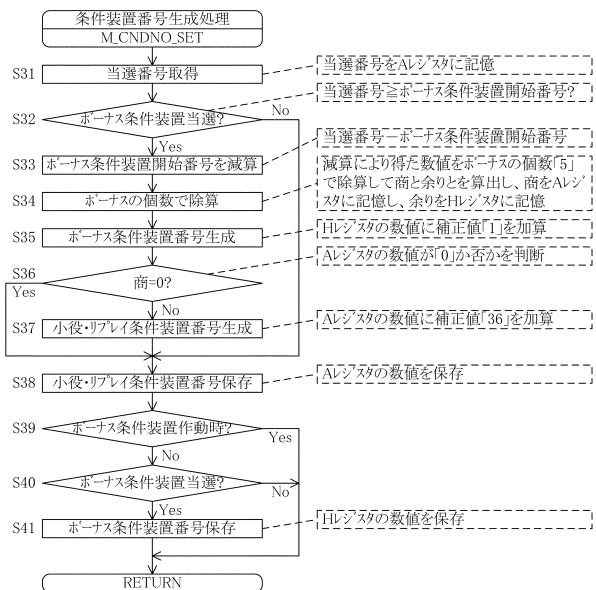 条件装置番号生成処理
M_CNDNO_SET
S31
当選番号取得
当選番号をAレジスタに記憶
当選番号≧ボーナス条件装置開始番号?
S32
ボーナス条件装置当選?
No
Yes
S33
ボーナス条件装置開始番号を減算
当選番号ーボーナス条件装置開始番号
S34
ボーナスの個数で除算
減算により得た数値をボーナスの個数「5」
で除算して商と余りとを算出し、商をAレジ
スタに記憶し、余りをHレジスタに記憶
S35
ボーナス条件装置番号生成
Hレジスタの数値に補正値「1」を加算
Aレジスタの数値が「0」か否かを判断
S36
商=0?
Yes
No
S37
小役・リプレイ条件装置番号生成
Aレジスタの数値に補正値「36」を加算
S38
小役・リプレイ条件装置番号保存
Aレジスタの数値を保存
S39
ボーナス条件装置作動時?
Yes
No
S40
ボーナス条件装置当選?
No
Yes
S41
ボーナス条件装置番号保存
Hレジスタの数値を保存
RETURN